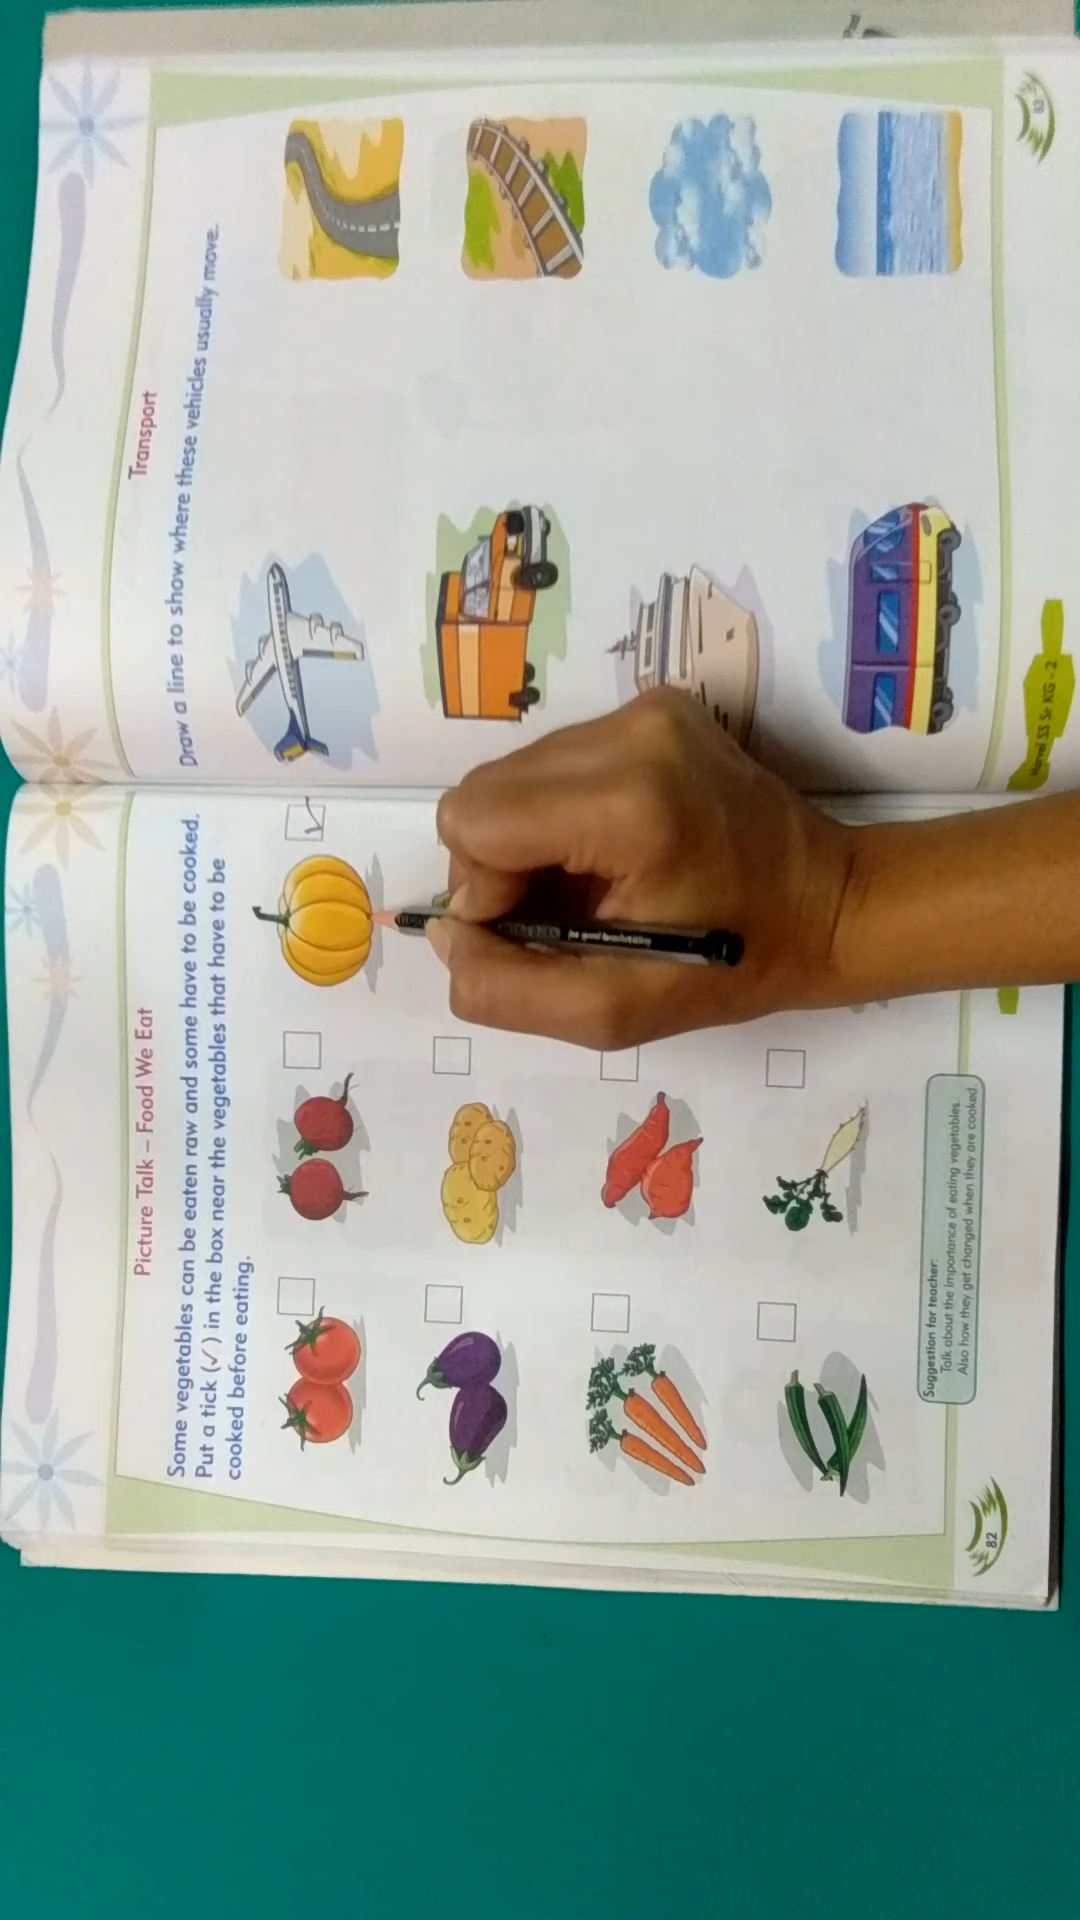 Picture Talk – Food We Eat
Some vegetables can be eaten raw and some have to be cooked.
Put a tick (✓) in the box near the vegetables that have to be
cooked before eating.
Suggestion for teacher:
Talk about the importance of eating vegetables.
Also how they get changed when they are cooked.
82
Transport
Draw a line to show where these vehicles usually move.
Marvel SS Sr KG - 2
83